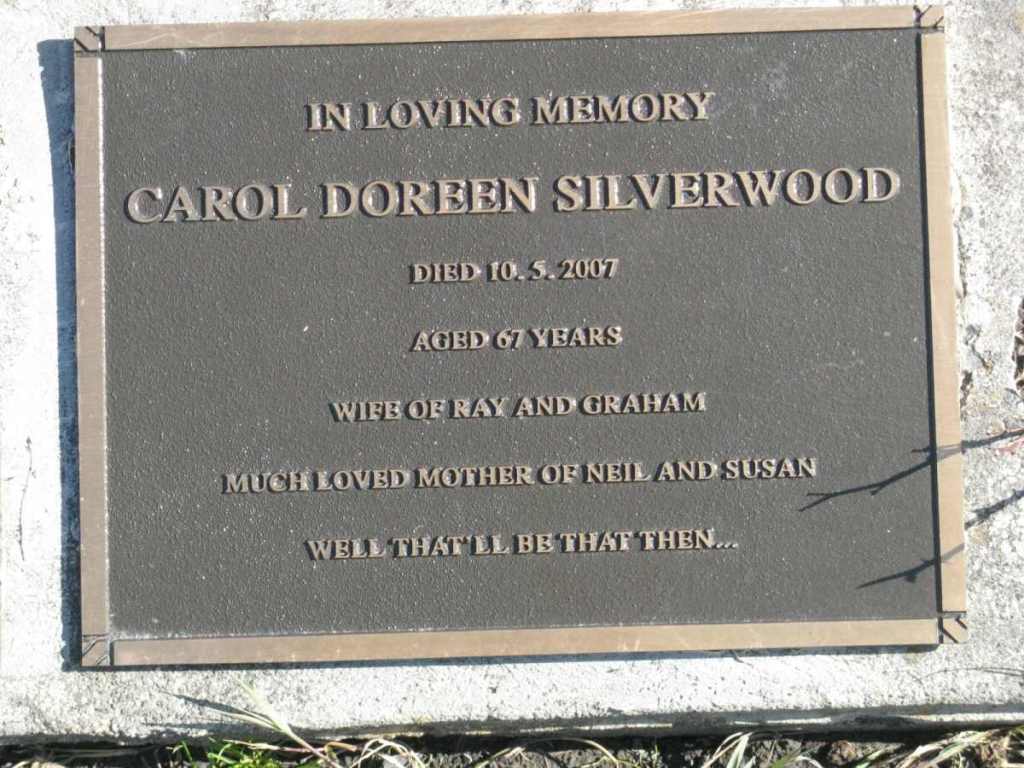 IN LOVING MEMORY
CAROL DOREEN SILVERWOOD
DIED 10.5.2007
AGED 67 YEARS
WIFE OF RAY AND GRAHAM
MUCH LOVED MOTHER OF NEIL AND SUSAN
WELL THAT'LL BE THAT THEN...